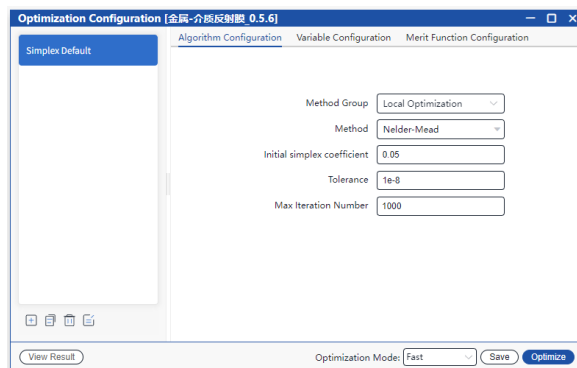 Optimization Configuration [金属-介质反射膜_0.5.6]
Simplex Default
Algorithm Configuration Variable Configuration Merit Function Configuration
Method Group Local Optimization
Method Nelder-Mead
Initial simplex coefficient 0.05
Tolerance 1e-8
Max Iteration Number 1000
View Result Optimization Mode: Fast Save Optimize